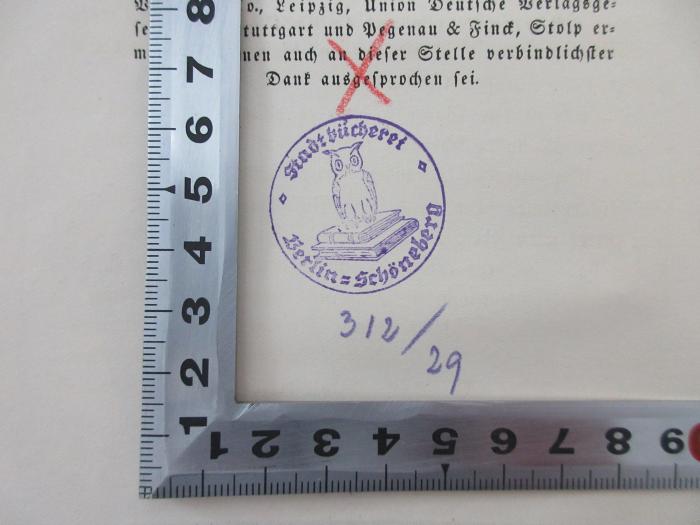 o., Leipzig, Union Deutsche Verlagsge-
se tuttgart und Pegenau & Finck, Stolp er-
m nen auch an dieser Stelle verbindlichster
Dank ausgesprochen sei.
Stadtbücherei
Berlin=Schöneberg
312/29
8
7
6
5
4
3
2
1
1 2 3 4 5 6 7 8 9